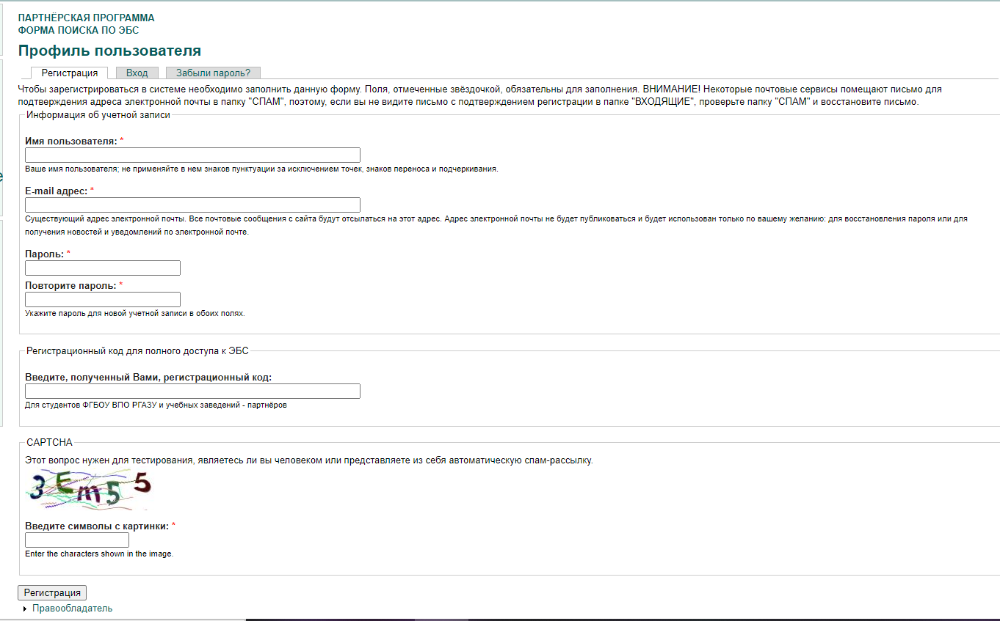 ПАРТНЁРСКАЯ ПРОГРАММА
ФОРМА ПОИСКА ПО ЭБС
Профиль пользователя
Регистрация
Вход
Забыли пароль?
Чтобы зарегистрироваться в системе необходимо заполнить данную форму. Поля, отмеченные звёздочкой, обязательны для заполнения. ВНИМАНИЕ! Некоторые почтовые сервисы помещают письмо для
подтверждения адреса электронной почты в папку "СПАМ", поэтому, если вы не видите письмо с подтверждением регистрации в папке "ВХОДЯЩИЕ", проверьте папку "СПАМ" и восстановите письмо.
Информация об учетной записи
Имя пользователя: *
Ваше имя пользователя; не применяйте в нем знаков пунктуации за исключением точек, знаков переноса и подчеркивания.
E-mail адрес: *
Существующий адрес электронной почты. Все почтовые сообщения с сайта будут отсылаться на этот адрес. Адрес электронной почты не будет публиковаться и будет использован только по вашему желанию: для восстановления пароля или для
получения новостей и уведомлений по электронной почте.
Пароль: *
Повторите пароль: *
Укажите пароль для новой учетной записи в обоих полях.
Регистрационный код для полного доступа к ЭБС
Введите, полученный Вами, регистрационный код:
Для студентов ФГБОУ ВПО РГАЗУ и учебных заведений - партнёров
CAPTCHA
Этот вопрос нужен для тестирования, являетесь ли вы человеком или представляете из себя автоматическую спам-рассылку.
3Em55
Введите символы с картинки: *
Enter the characters shown in the image.
Регистрация
Правообладатель